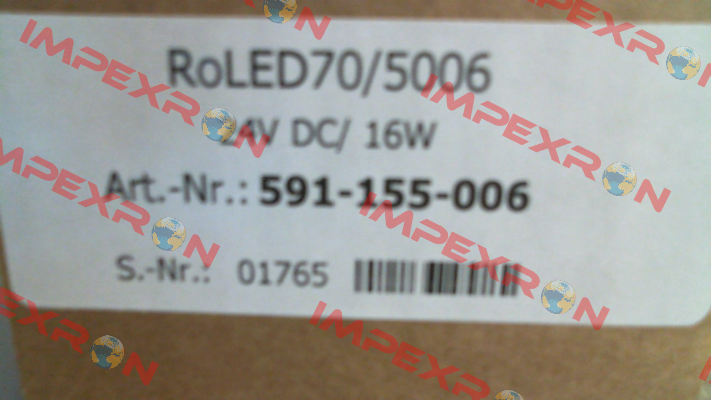 RoLED70/5006
24V DC/ 16W
Art.-Nr.: 591-155-006
S.-Nr.: 01765
IMPEXRON
IMPEXRON
IMPEXRON
IMPEXRON
IMPEXRON